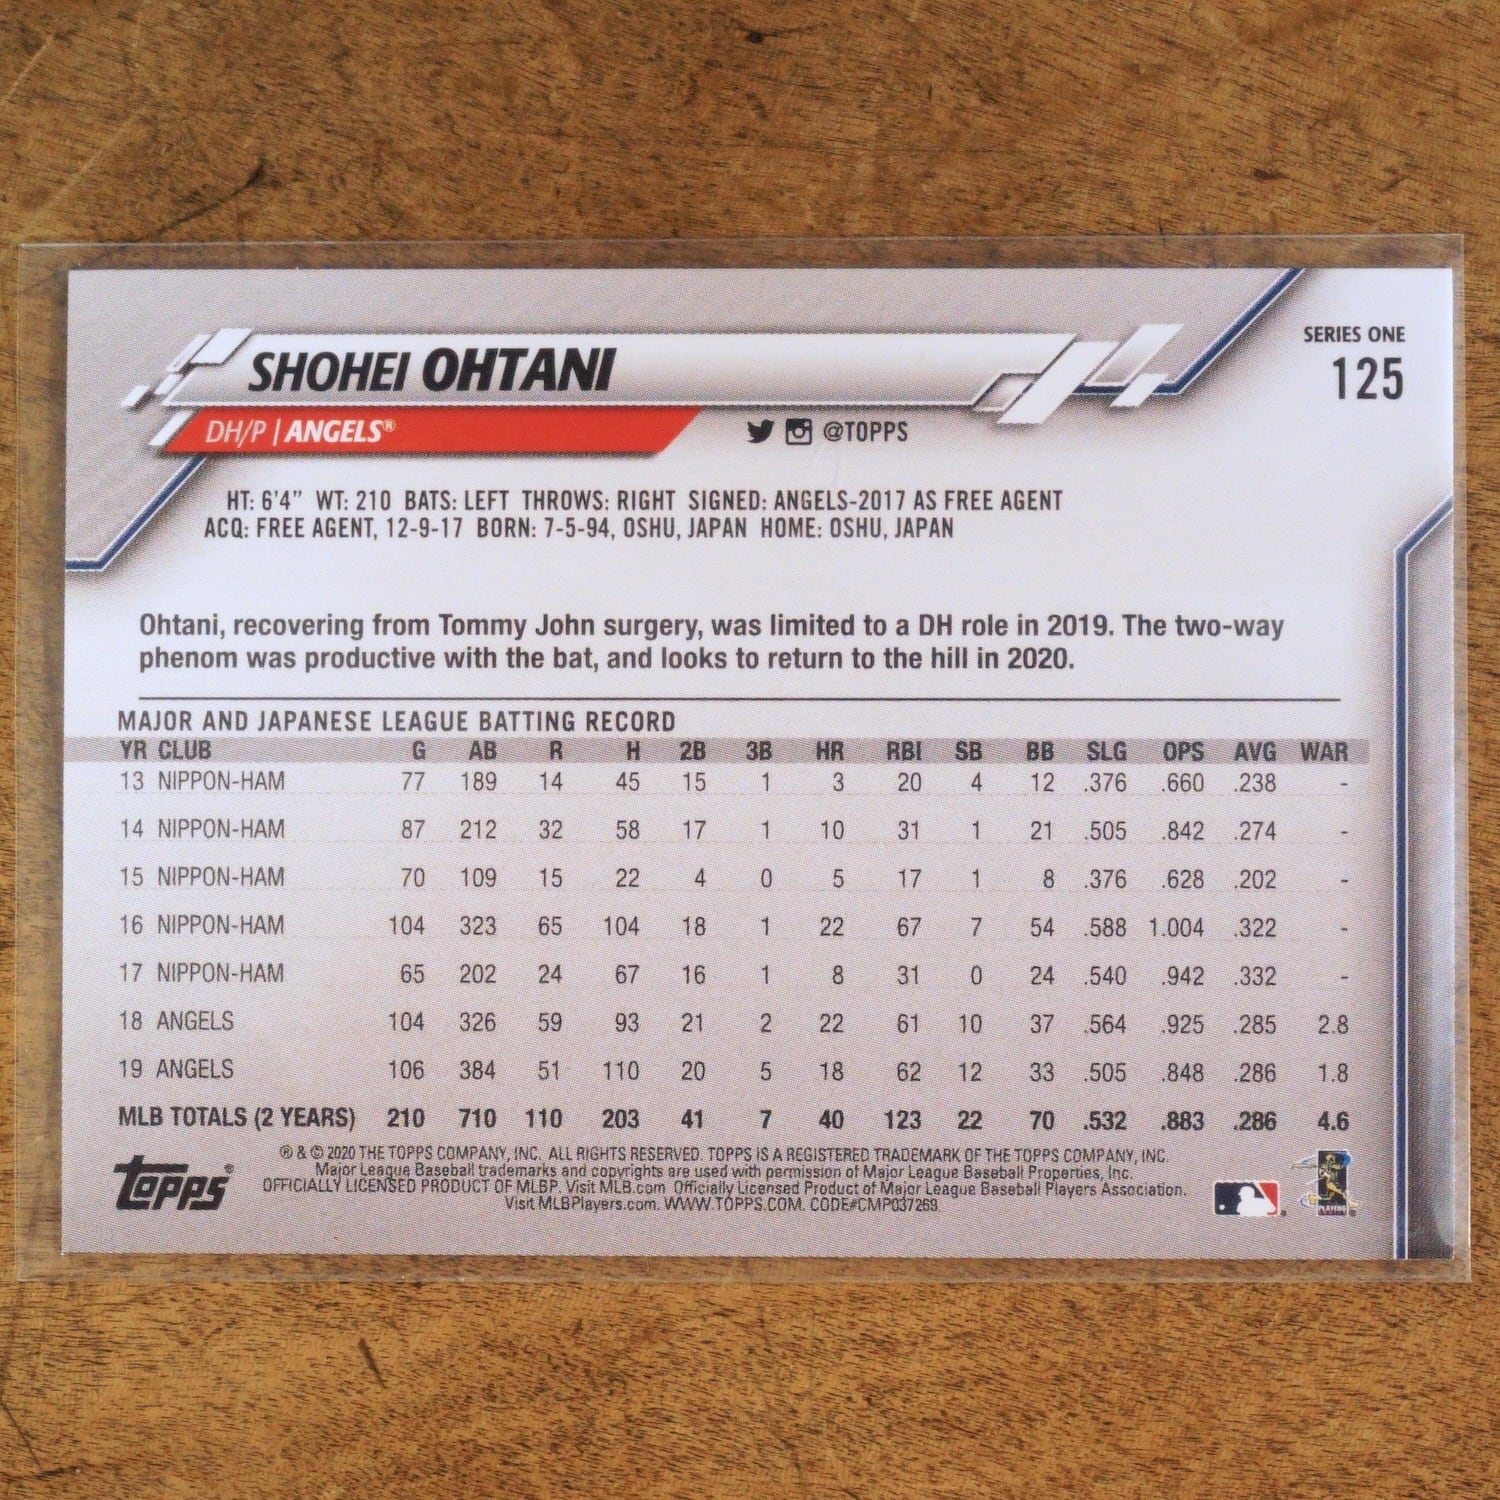 SERIES ONE
125
SHOHEI OHTANI
DH/P | ANGELS®
@TOPPS
HT: 6'4" WT: 210 BATS: LEFT THROWS: RIGHT SIGNED: ANGELS-2017 AS FREE AGENT
ACQ: FREE AGENT, 12-9-17 BORN: 7-5-94, OSHU, JAPAN HOME: OSHU, JAPAN
Ohtani, recovering from Tommy John surgery, was limited to a DH role in 2019. The two-way
phenom was productive with the bat, and looks to return to the hill in 2020.
MAJOR AND JAPANESE LEAGUE BATTING RECORD
YR CLUB G AB R H 2B 3B HR RBI SB BB SLG OPS AVG WAR
13 NIPPON-HAM 77 189 14 45 15 1 3 20 4 12 .376 .660 .238 -
14 NIPPON-HAM 87 212 32 58 17 1 10 31 1 21 .505 .842 .274 -
15 NIPPON-HAM 70 109 15 22 4 0 5 17 1 8 .376 .628 .202 -
16 NIPPON-HAM 104 323 65 104 18 1 22 67 7 54 .588 1.004 .322 -
17 NIPPON-HAM 65 202 24 67 16 1 8 31 0 24 .540 .942 .332 -
18 ANGELS 104 326 59 93 21 2 22 61 10 37 .564 .925 .285 2.8
19 ANGELS 106 384 51 110 20 5 18 62 12 33 .505 .848 .286 1.8
MLB TOTALS (2 YEARS) 210 710 110 203 41 7 40 123 22 70 .532 .883 .286 4.6
® & © 2020 THE TOPPS COMPANY, INC. ALL RIGHTS RESERVED. TOPPS IS A REGISTERED TRADEMARK OF THE TOPPS COMPANY, INC.
Major League Baseball trademarks and copyrights are used with permission of Major League Baseball Properties, Inc.
OFFICIALLY LICENSED PRODUCT OF MLBP. Visit MLB.com Officially Licensed Product of Major League Baseball Players Association.
Visit MLBPlayers.com. WWW.TOPPS.COM. CODE#CMP037269
Topps®
PLAYERS